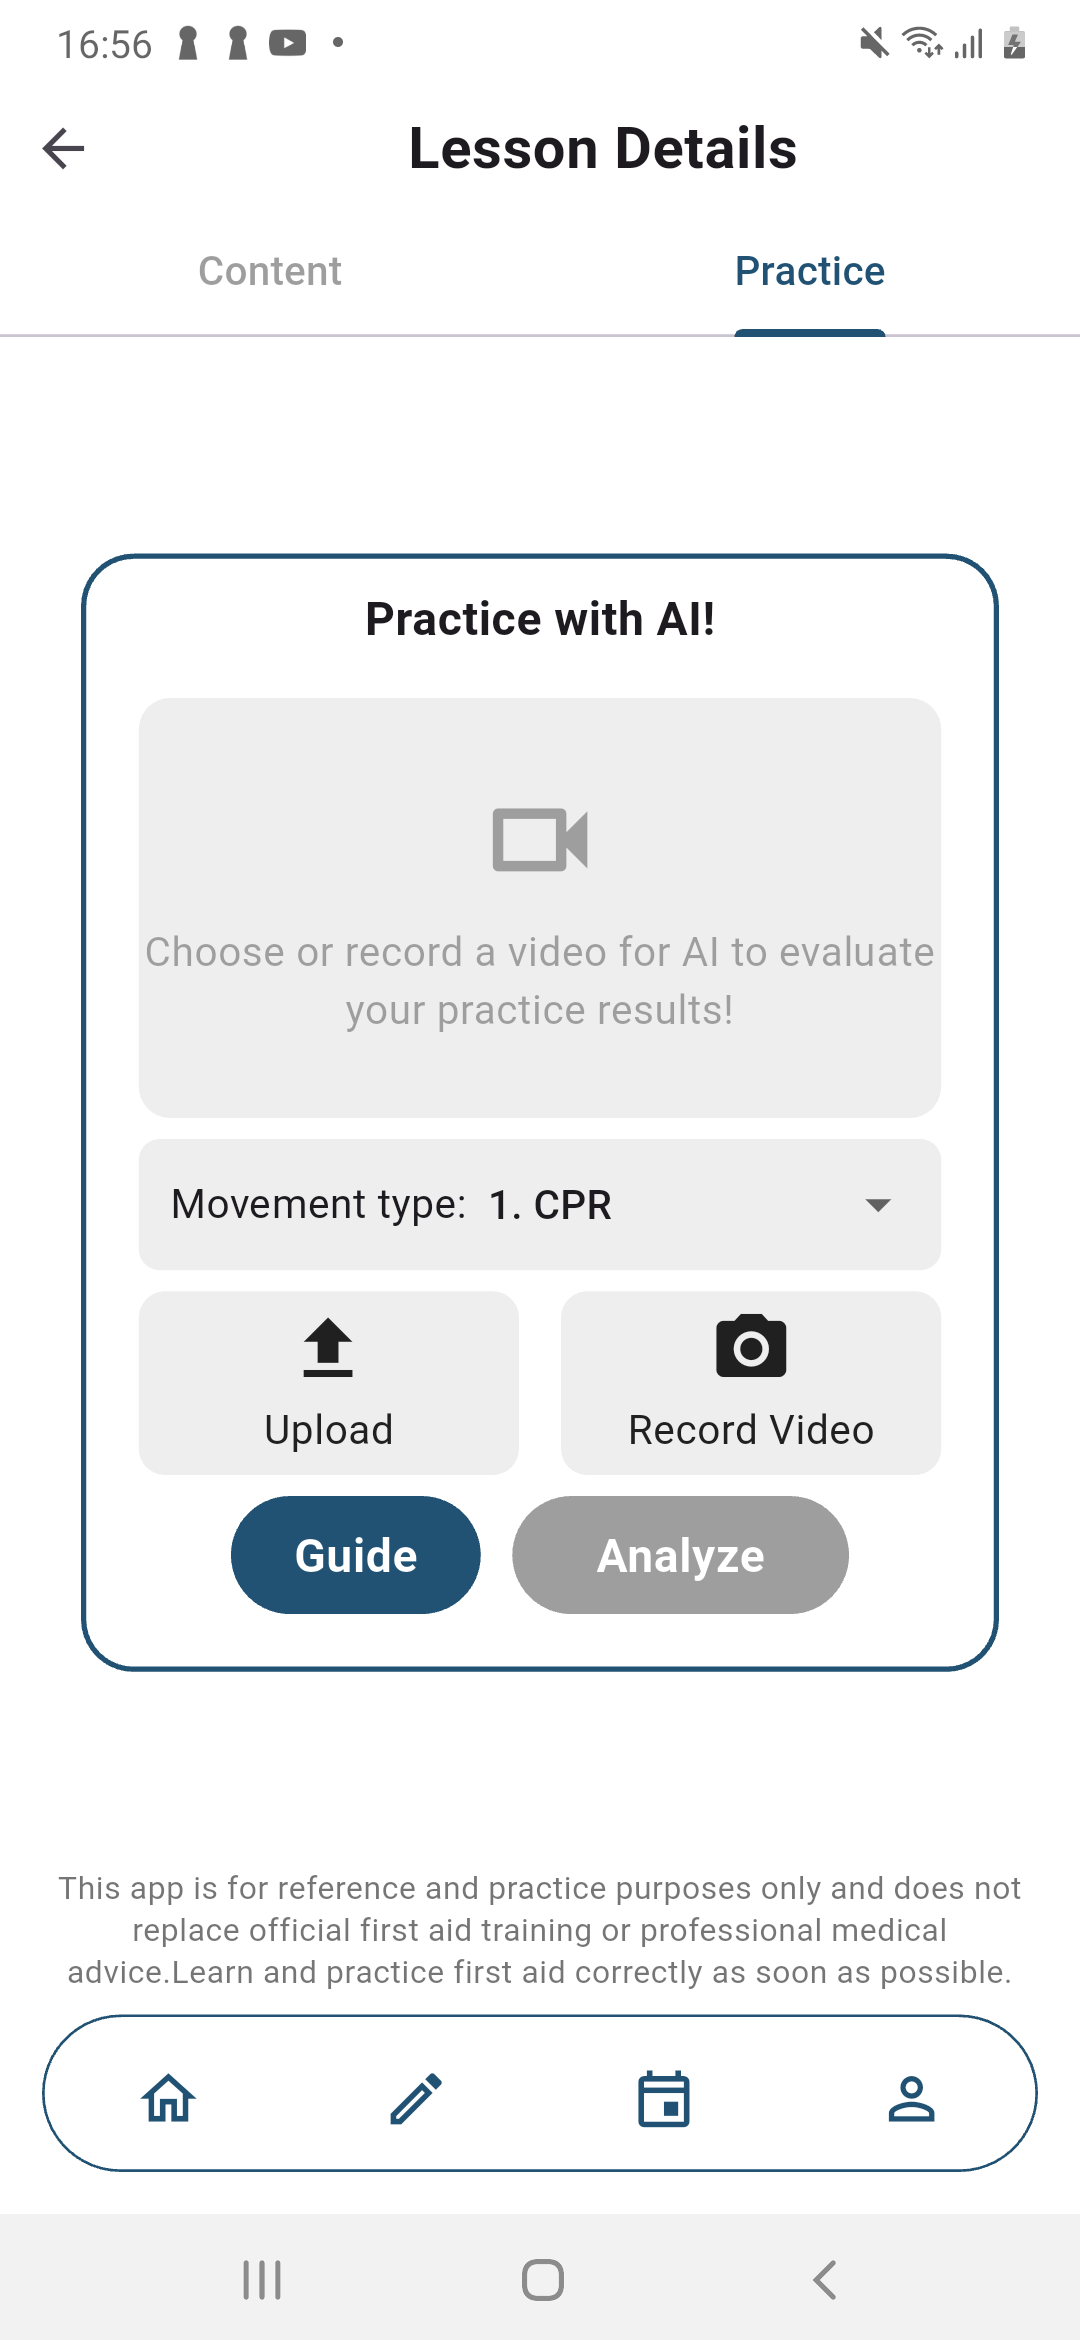 16:56
Lesson Details
Content
Practice
Practice with AI!
Choose or record a video for AI to evaluate
your practice results!
Movement type: 1. CPR
Upload
Record Video
Guide
Analyze
This app is for reference and practice purposes only and does not
replace official first aid training or professional medical
advice.Learn and practice first aid correctly as soon as possible.